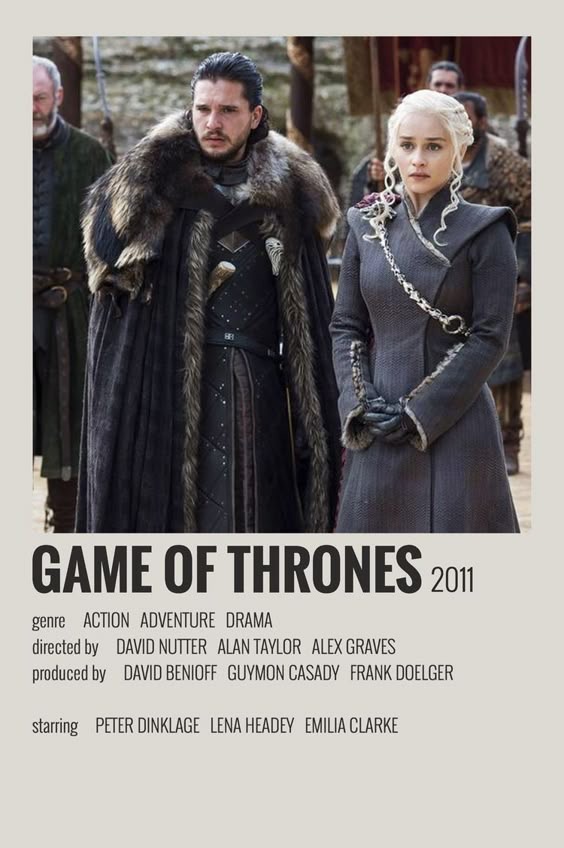 GAME OF THRONES 2011
genre ACTION ADVENTURE DRAMA
directed by DAVID NUTTER ALAN TAYLOR ALEX GRAVES
produced by DAVID BENIOFF GUYMON CASADY FRANK DOELGER
starring PETER DINKLAGE LENA HEADEY EMILIA CLARKE